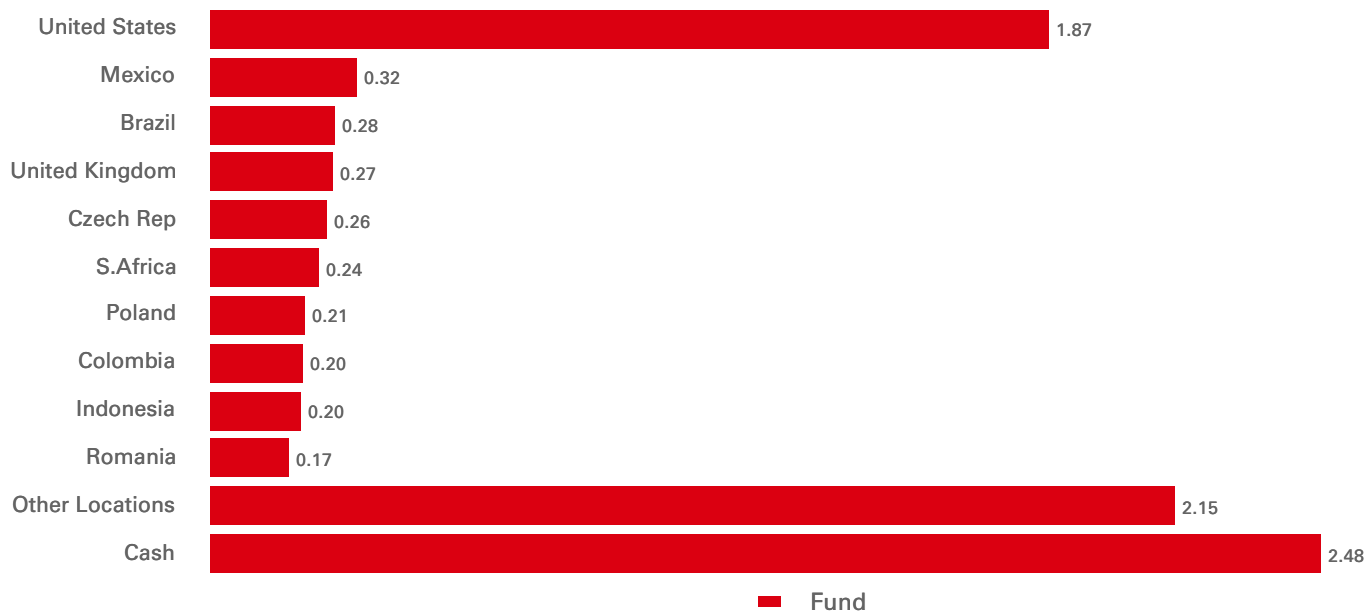 United States 1.87
Mexico 0.32
Brazil 0.28
United Kingdom 0.27
Czech Rep 0.26
S.Africa 0.24
Poland 0.21
Colombia 0.20
Indonesia 0.20
Romania 0.17
Other Locations 2.15
Cash 2.48
Fund